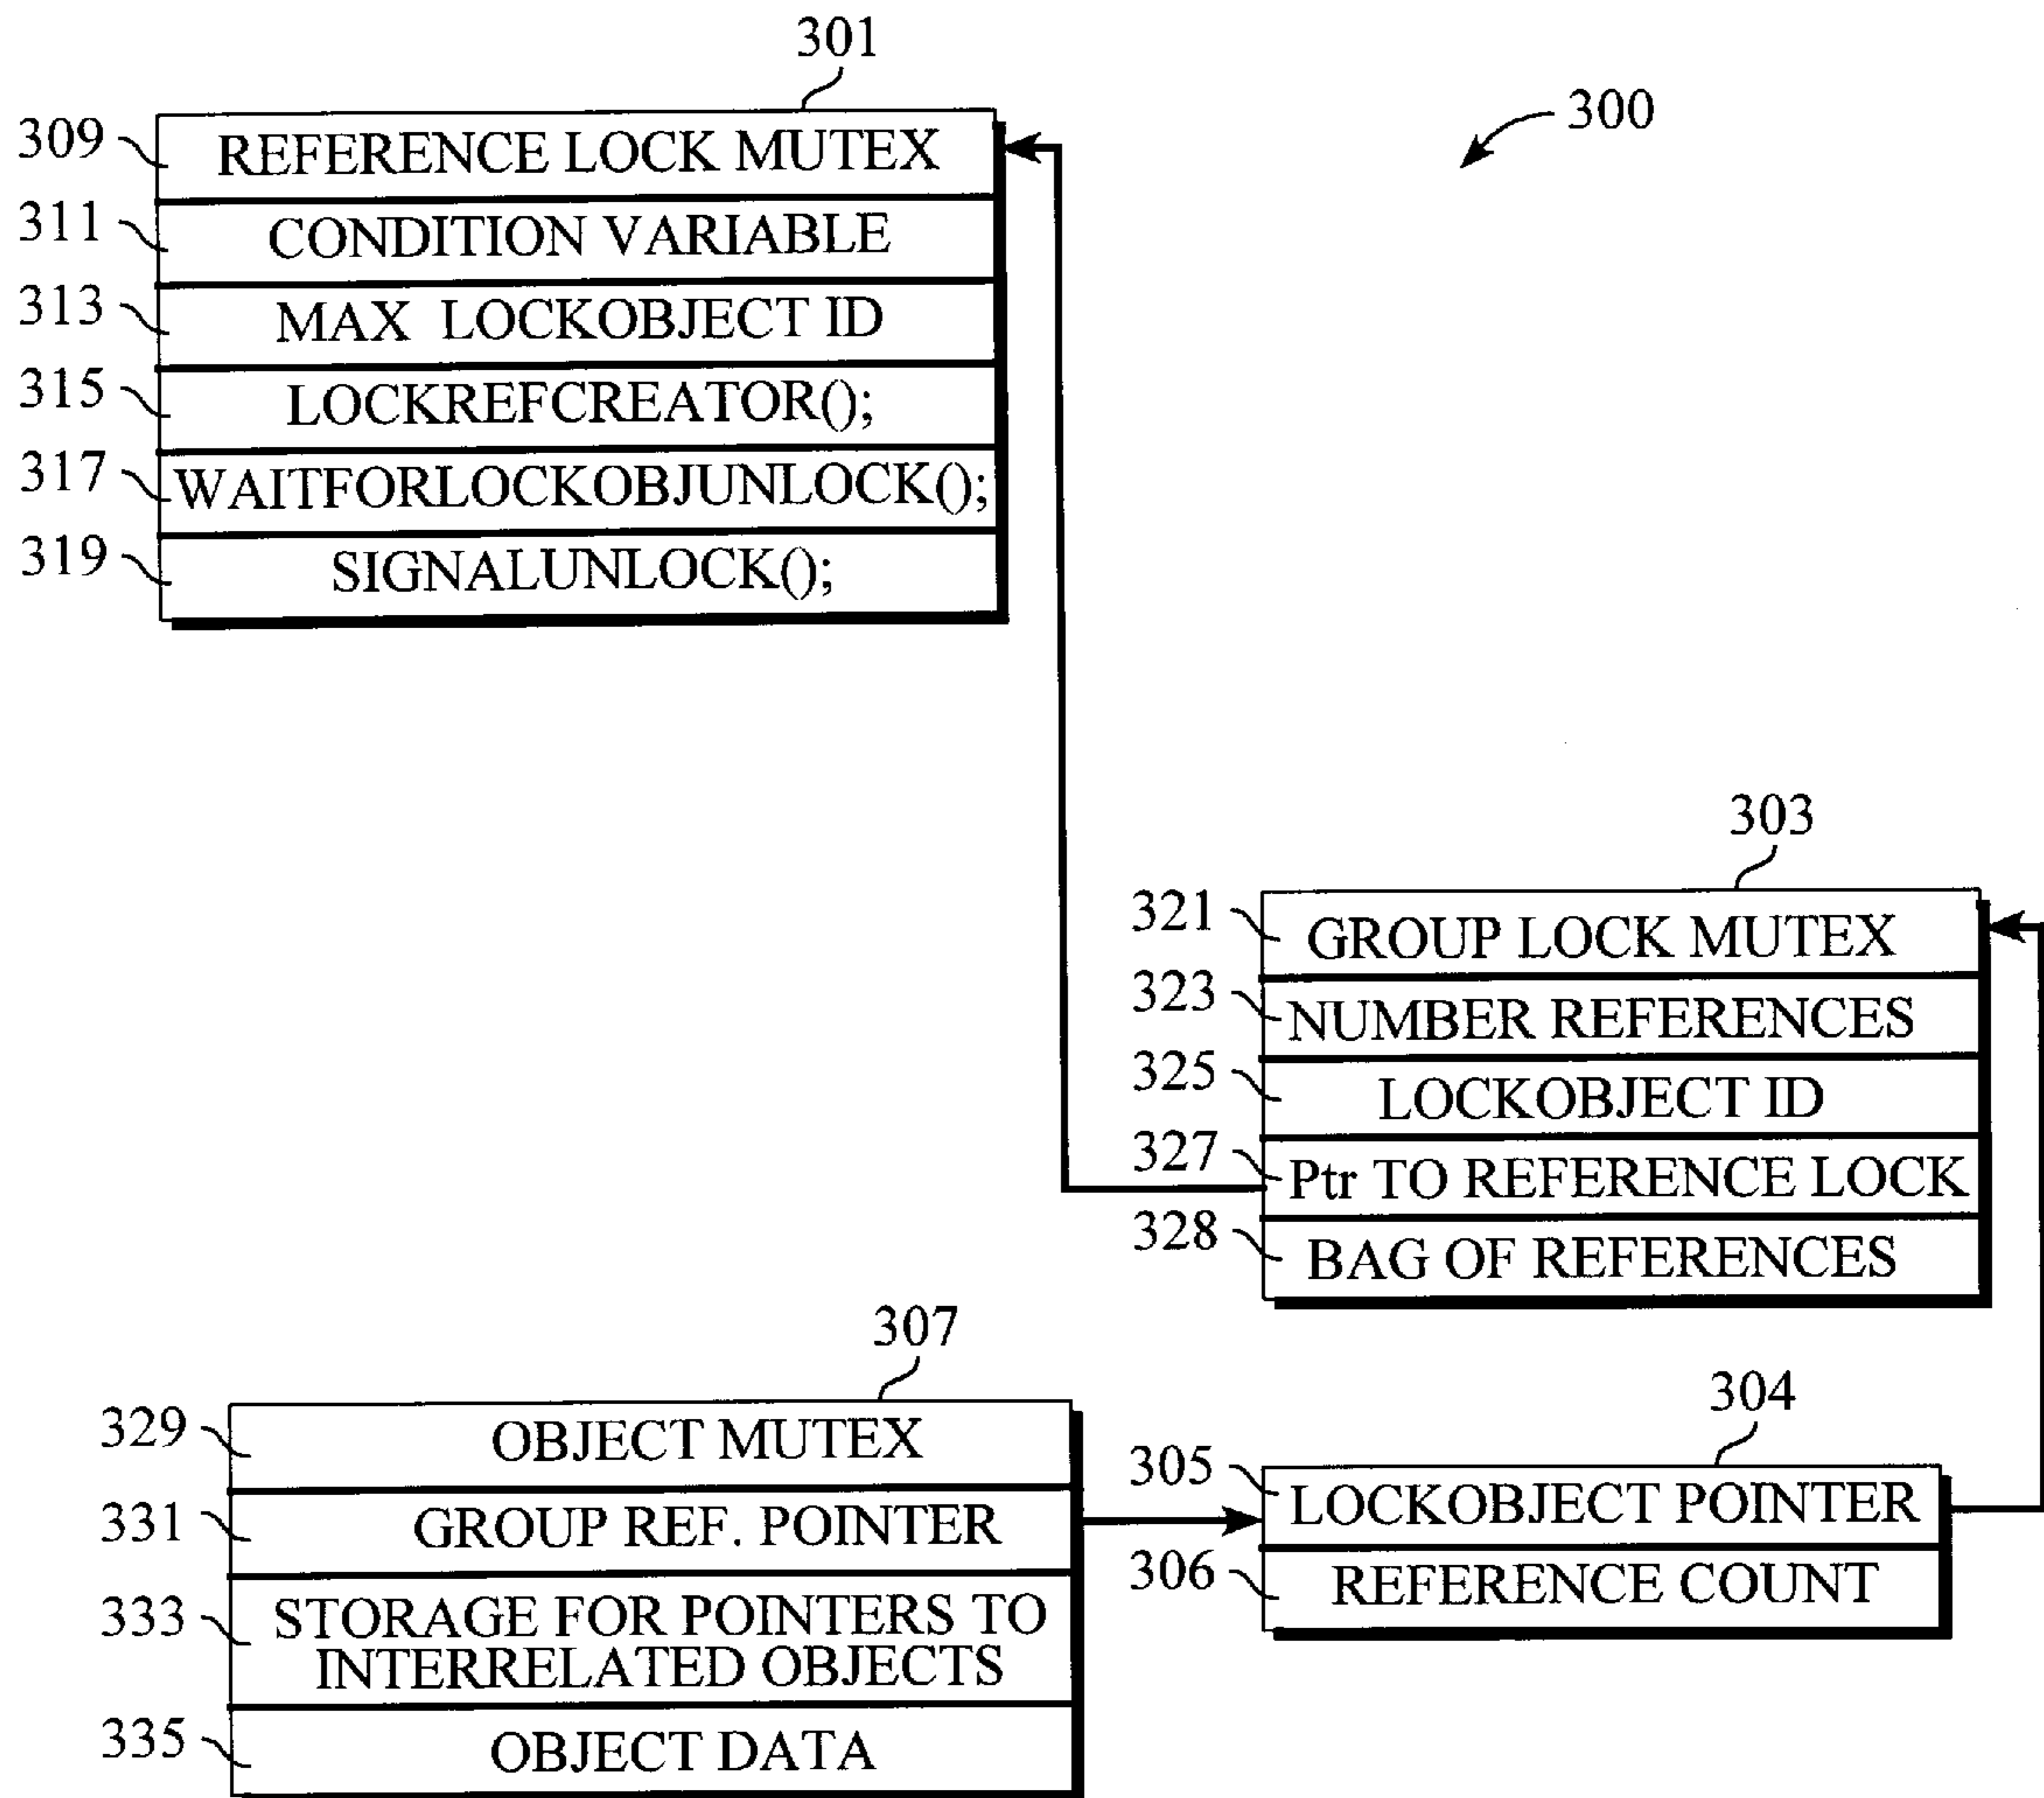 301
300
309 REFERENCE LOCK MUTEX
311 CONDITION VARIABLE
313 MAX LOCKOBJECT ID
315 LOCKREFCREATOR();
317 WAITFORLOCKOBJUNLOCK();
319 SIGNALUNLOCK();
303
321 GROUP LOCK MUTEX
323 NUMBER REFERENCES
325 LOCKOBJECT ID
327 Ptr TO REFERENCE LOCK
328 BAG OF REFERENCES
307
329 OBJECT MUTEX
331 GROUP REF. POINTER
333 STORAGE FOR POINTERS TO
INTERRELATED OBJECTS
335 OBJECT DATA
304
305 LOCKOBJECT POINTER
306 REFERENCE COUNT